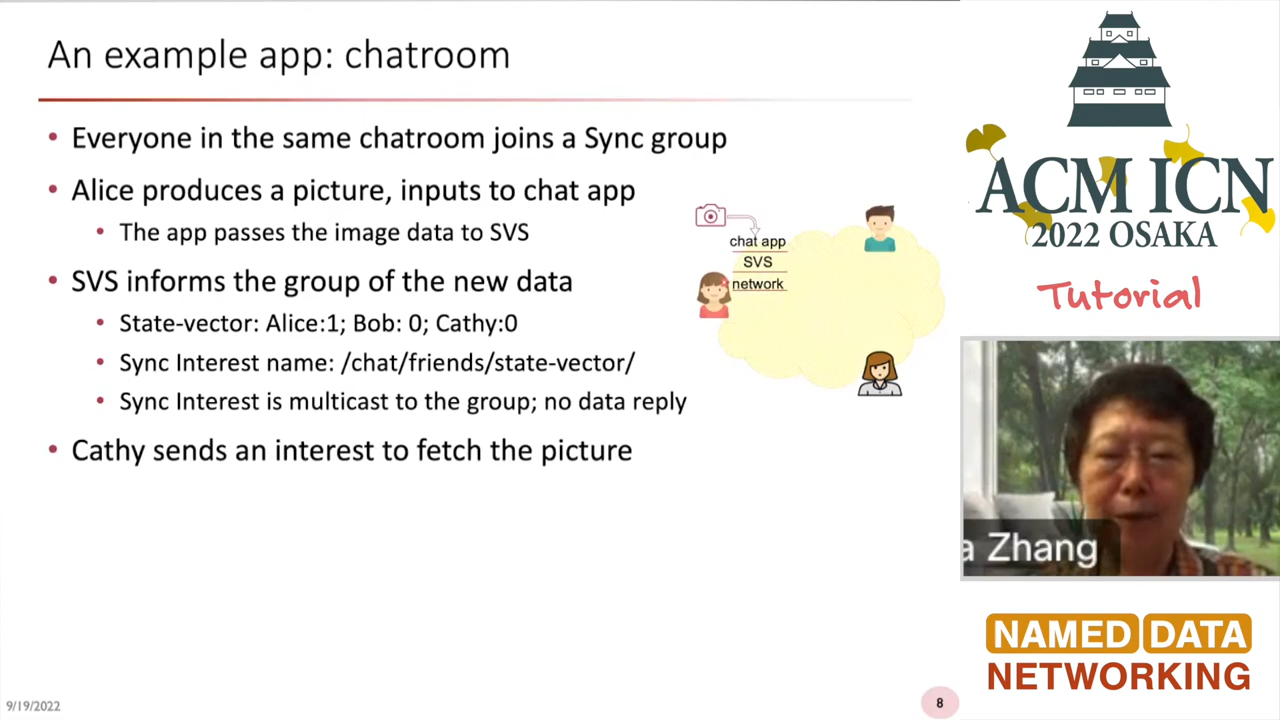 An example app: chatroom
• Everyone in the same chatroom joins a Sync group
• Alice produces a picture, inputs to chat app
• The app passes the image data to SVS
• SVS informs the group of the new data
• State-vector: Alice:1; Bob: 0; Cathy:0
• Sync Interest name: /chat/friends/state-vector/
• Sync Interest is multicast to the group; no data reply
• Cathy sends an interest to fetch the picture
chat app
SVS
network
9/19/2022
8
ACM ICN
2022 OSAKA
Tutorial
a Zhang
NAMED DATA
NETWORKING